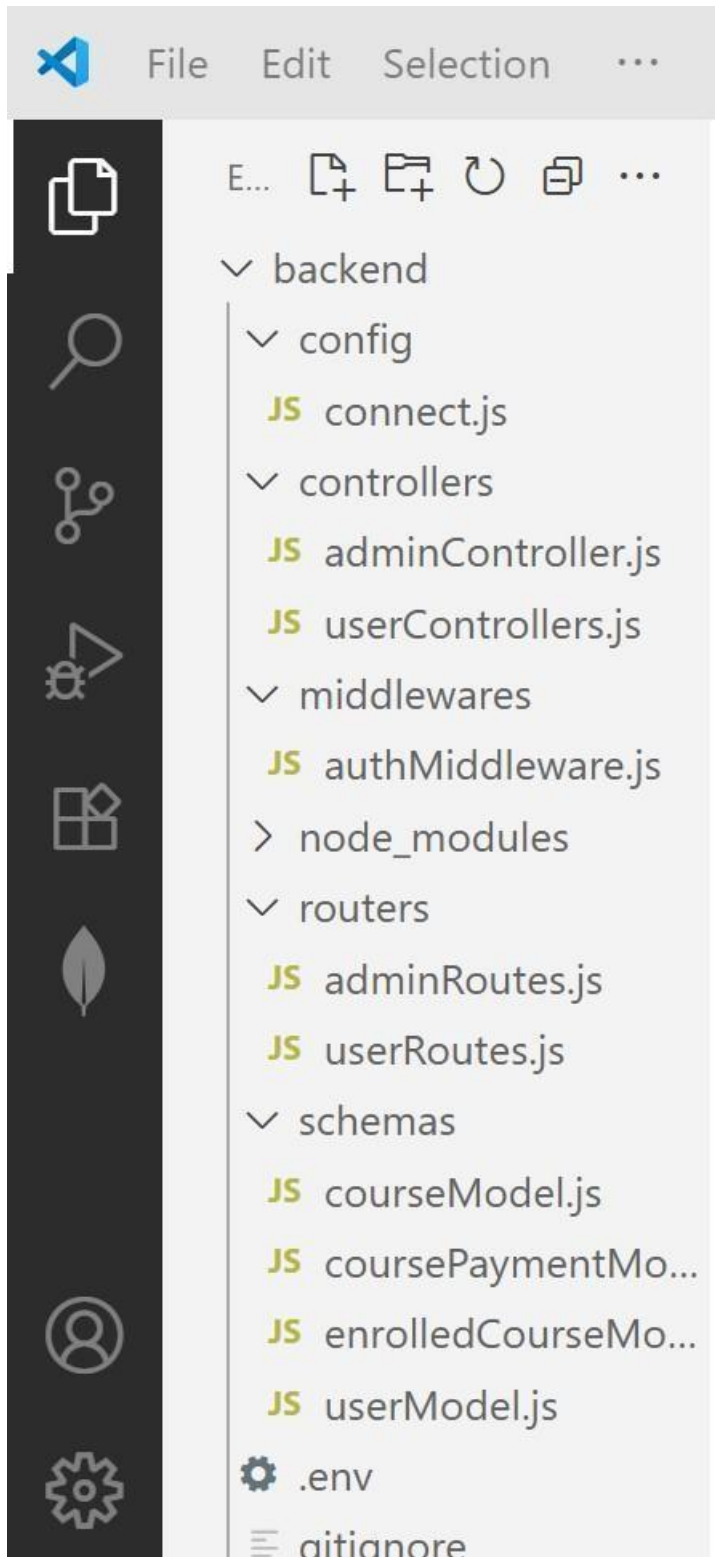 File Edit Selection ...
E... ...
backend
config
JS connect.js
controllers
JS adminController.js
JS userControllers.js
middlewares
JS authMiddleware.js
node_modules
routers
JS adminRoutes.js
JS userRoutes.js
schemas
JS courseModel.js
JS coursePaymentMo...
JS enrolledCourseMo...
JS userModel.js
.env
gitignore